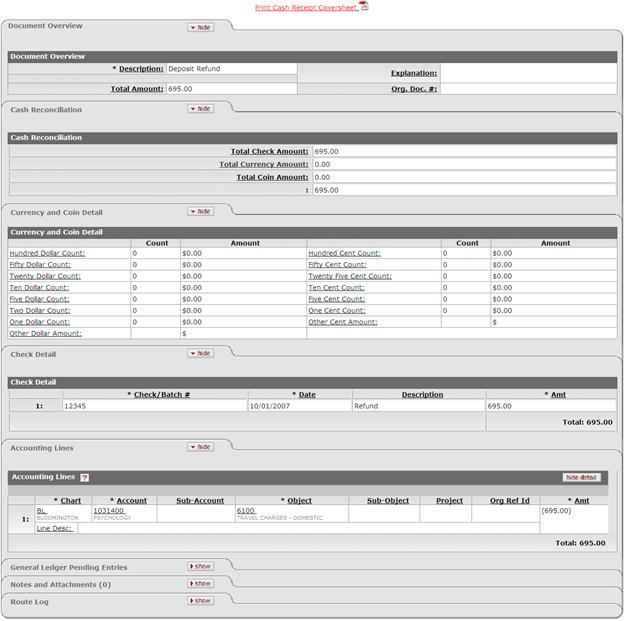 Print Cash Receipt Coversheet
Document Overview hide
Document Overview
* Description: Deposit Refund Explanation:
Total Amount: 695.00 Org. Doc. #:
Cash Reconciliation hide
Cash Reconciliation
Total Check Amount: 695.00
Total Currency Amount: 0.00
Total Coin Amount: 0.00
: 695.00
Currency and Coin Detail hide
Currency and Coin Detail
Count Amount Count Amount
Hundred Dollar Count: 0 $0.00 Hundred Cent Count: 0 $0.00
Fifty Dollar Count: 0 $0.00 Fifty Cent Count: 0 $0.00
Twenty Dollar Count: 0 $0.00 Twenty Five Cent Count: 0 $0.00
Ten Dollar Count: 0 $0.00 Ten Cent Count: 0 $0.00
Five Dollar Count: 0 $0.00 Five Cent Count: 0 $0.00
Two Dollar Count: 0 $0.00 One Cent Count: 0 $0.00
One Dollar Count: 0 $0.00 Other Cent Amount: $
Other Dollar Amount: $
Check Detail hide
Check Detail
* Check/Batch # * Date Description * Amt
1: 12345 10/01/2007 Refund 695.00
Total: 695.00
Accounting Lines hide
Accounting Lines ? hide detail
* Chart * Account Sub-Account * Object Sub-Object Project Org Ref Id * Amt
1: BL 1031400 6100 (695.00)
BLOOMINGTON PSYCHOLOGY TRAVEL CHARGES - DOMESTIC
Line Desc:
Total: 695.00
General Ledger Pending Entries show
Notes and Attachments (0) show
Route Log show